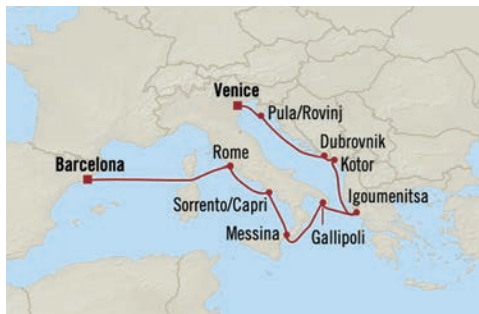 Venice
Pula/Rovinj
Dubrovnik
Rome
Kotor
Barcelona
Igoumenitsa
Sorrento/Capri
Messina
Gallipoli